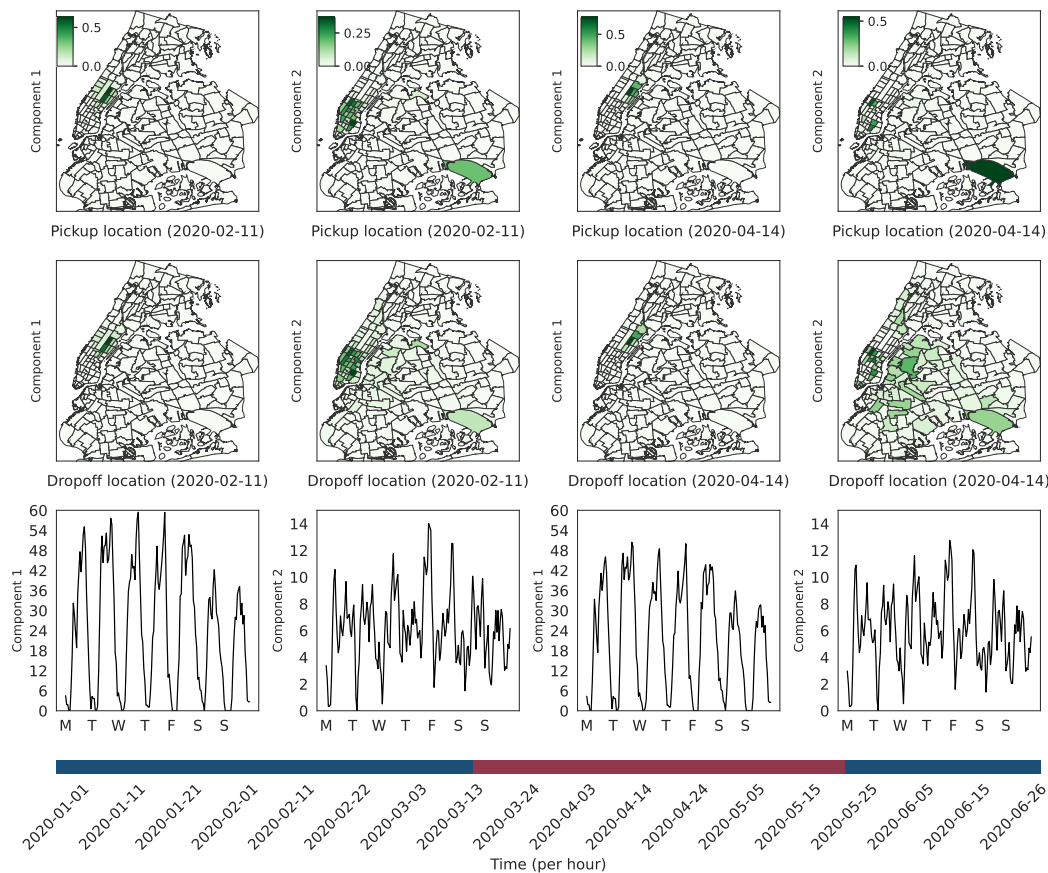 0.5
0.0
Component 1
Pickup location (2020-02-11)
0.25
0.00
Component 2
Pickup location (2020-02-11)
0.5
0.0
Component 1
Pickup location (2020-04-14)
0.5
0.0
Component 2
Pickup location (2020-04-14)
Component 1
Dropoff location (2020-02-11)
Component 2
Dropoff location (2020-02-11)
Component 1
Dropoff location (2020-04-14)
Component 2
Dropoff location (2020-04-14)
60
54
48
42
36
30
24
18
12
6
0
Component 1
M T W T F S S
14
12
10
8
6
4
2
0
Component 2
M T W T F S S
60
54
48
42
36
30
24
18
12
6
0
Component 1
M T W T F S S
14
12
10
8
6
4
2
0
Component 2
M T W T F S S
2020-01-01
2020-01-11
2020-01-21
2020-02-01
2020-02-11
2020-02-22
2020-03-03
2020-03-13
2020-03-24
2020-04-03
2020-04-14
2020-04-24
2020-05-05
2020-05-15
2020-05-25
2020-06-05
2020-06-15
2020-06-26
Time (per hour)